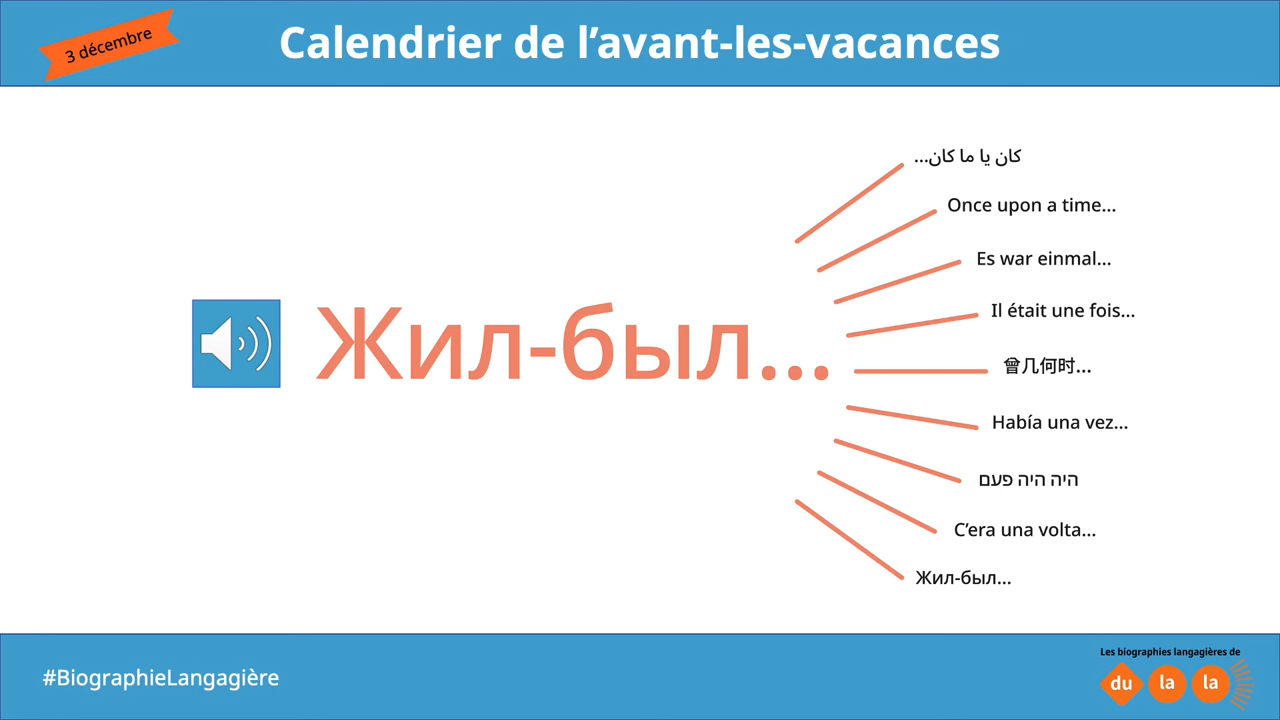 3 décembre
Calendrier de l’avant-les-vacances
كان يا ما كان...
Once upon a time...
Es war einmal...
Il était une fois...
Жил-был...
曾几何时...
Había una vez...
היה היה פעם
C’era una volta...
Жил-был...
#BiographieLangagière
Les biographies langagières de
du la la